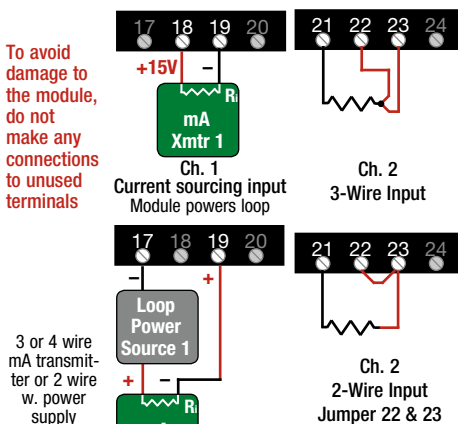 To avoid
damage to
the module,
do not
make any
connections
to unused
terminals
17 18 19 20
+15V –
Ri
mA
Xmtr 1
Ch. 1
Current sourcing input
Module powers loop
21 22 23 24
Ch. 2
3-Wire Input
17 18 19 20
– +
Loop
Power
Source 1
+ –
Ri
3 or 4 wire
mA transmit-
ter or 2 wire
w. power
supply
21 22 23 24
Ch. 2
2-Wire Input
Jumper 22 & 23